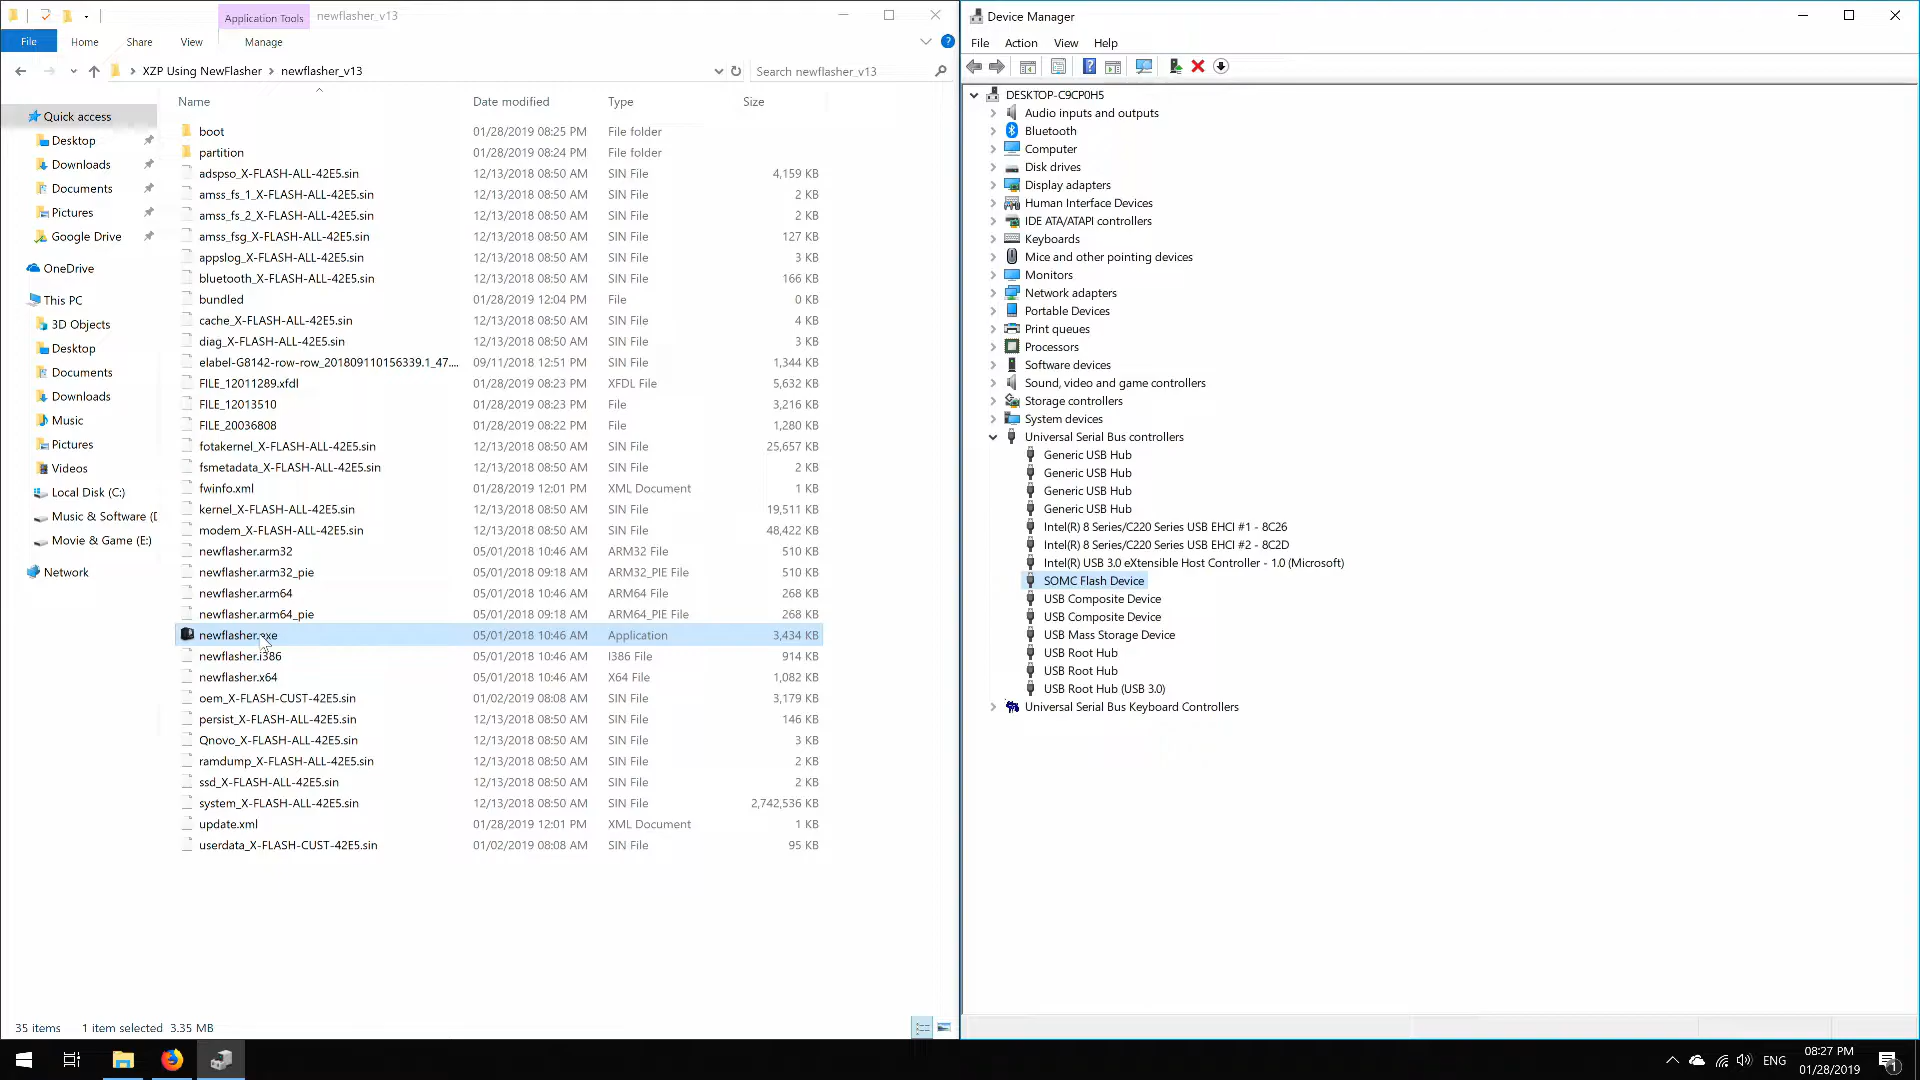 Application Tools newflasher_v13
File Home Share View Manage
XZP Using NewFlasher newflasher_v13 Search newflasher_v13
Name Date modified Type Size
Quick access
Desktop
Downloads
Documents
Pictures
Google Drive
OneDrive
This PC
3D Objects
Desktop
Documents
Downloads
Music
Pictures
Videos
Local Disk (C:)
Music & Software (D
Movie & Game (E:)
Network
boot 01/28/2019 08:25 PM File folder
partition 01/28/2019 08:24 PM File folder
adspso_X-FLASH-ALL-42E5.sin 12/13/2018 08:50 AM SIN File 4,159 KB
amss_fs_1_X-FLASH-ALL-42E5.sin 12/13/2018 08:50 AM SIN File 2 KB
amss_fs_2_X-FLASH-ALL-42E5.sin 12/13/2018 08:50 AM SIN File 2 KB
amss_fsg_X-FLASH-ALL-42E5.sin 12/13/2018 08:50 AM SIN File 127 KB
appslog_X-FLASH-ALL-42E5.sin 12/13/2018 08:50 AM SIN File 3 KB
bluetooth_X-FLASH-ALL-42E5.sin 12/13/2018 08:50 AM SIN File 166 KB
bundled 01/28/2019 12:04 PM File 0 KB
cache_X-FLASH-ALL-42E5.sin 12/13/2018 08:50 AM SIN File 4 KB
diag_X-FLASH-ALL-42E5.sin 12/13/2018 08:50 AM SIN File 3 KB
elabel-G8142-row-row_201809110156339.1_47.... 09/11/2018 12:51 PM SIN File 1,344 KB
FILE_12011289.xfdl 01/28/2019 08:23 PM XFDL File 5,632 KB
FILE_12013510 01/28/2019 08:23 PM File 3,216 KB
FILE_20036808 01/28/2019 08:22 PM File 1,280 KB
fotakernel_X-FLASH-ALL-42E5.sin 12/13/2018 08:50 AM SIN File 25,657 KB
fsmetadata_X-FLASH-ALL-42E5.sin 12/13/2018 08:50 AM SIN File 2 KB
fwinfo.xml 01/28/2019 12:01 PM XML Document 1 KB
kernel_X-FLASH-ALL-42E5.sin 12/13/2018 08:50 AM SIN File 19,511 KB
modem_X-FLASH-ALL-42E5.sin 12/13/2018 08:50 AM SIN File 48,422 KB
newflasher.arm32 05/01/2018 10:46 AM ARM32 File 510 KB
newflasher.arm32_pie 05/01/2018 09:18 AM ARM32_PIE File 510 KB
newflasher.arm64 05/01/2018 10:46 AM ARM64 File 268 KB
newflasher.arm64_pie 05/01/2018 09:18 AM ARM64_PIE File 268 KB
newflasher.exe 05/01/2018 10:46 AM Application 3,434 KB
newflasher.i386 05/01/2018 10:46 AM I386 File 914 KB
newflasher.x64 05/01/2018 10:46 AM X64 File 1,082 KB
oem_X-FLASH-CUST-42E5.sin 01/02/2019 08:08 AM SIN File 3,179 KB
persist_X-FLASH-ALL-42E5.sin 12/13/2018 08:50 AM SIN File 146 KB
Qnovo_X-FLASH-ALL-42E5.sin 12/13/2018 08:50 AM SIN File 3 KB
ramdump_X-FLASH-ALL-42E5.sin 12/13/2018 08:50 AM SIN File 2 KB
ssd_X-FLASH-ALL-42E5.sin 12/13/2018 08:50 AM SIN File 2 KB
system_X-FLASH-ALL-42E5.sin 12/13/2018 08:50 AM SIN File 2,742,536 KB
update.xml 01/28/2019 12:01 PM XML Document 1 KB
userdata_X-FLASH-CUST-42E5.sin 01/02/2019 08:08 AM SIN File 95 KB
35 items 1 item selected 3.35 MB
Device Manager
File Action View Help
DESKTOP-C9CP0H5
Audio inputs and outputs
Bluetooth
Computer
Disk drives
Display adapters
Human Interface Devices
IDE ATA/ATAPI controllers
Keyboards
Mice and other pointing devices
Monitors
Network adapters
Portable Devices
Print queues
Processors
Software devices
Sound, video and game controllers
Storage controllers
System devices
Universal Serial Bus controllers
Generic USB Hub
Generic USB Hub
Generic USB Hub
Generic USB Hub
Intel(R) 8 Series/C220 Series USB EHCI #1 - 8C26
Intel(R) 8 Series/C220 Series USB EHCI #2 - 8C2D
Intel(R) USB 3.0 eXtensible Host Controller - 1.0 (Microsoft)
SOMC Flash Device
USB Composite Device
USB Composite Device
USB Mass Storage Device
USB Root Hub
USB Root Hub
USB Root Hub (USB 3.0)
Universal Serial Bus Keyboard Controllers
ENG 08:27 PM
01/28/2019 1